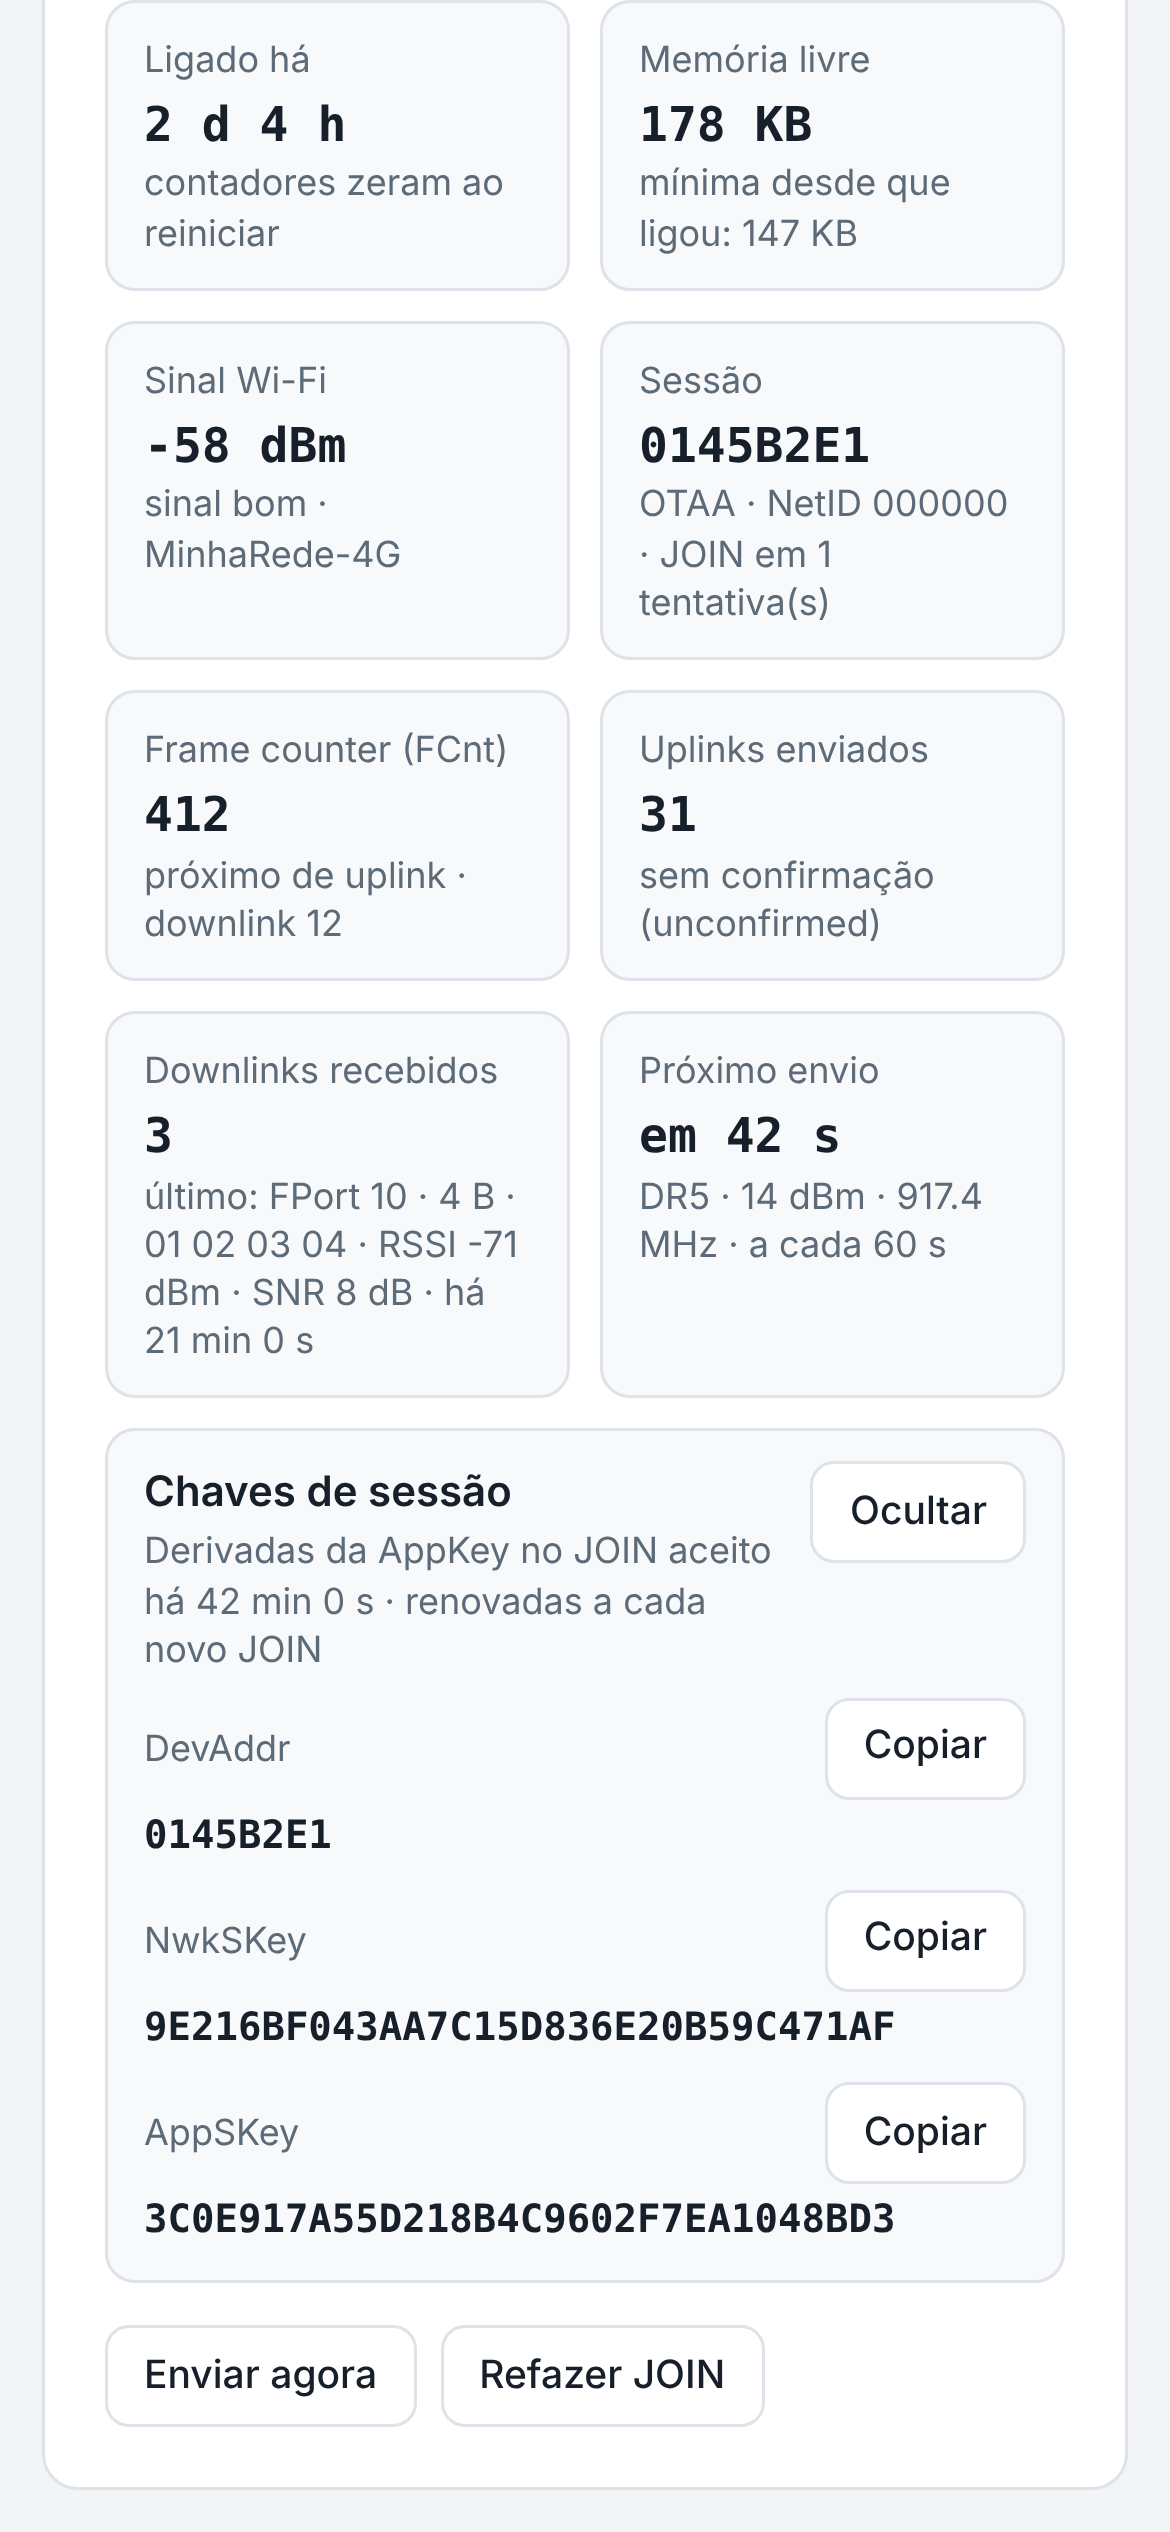 Ligado há
2 d 4 h
contadores zeram ao
reiniciar
Memória livre
178 KB
mínima desde que
ligou: 147 KB
Sinal Wi-Fi
-58 dBm
sinal bom ·
MinhaRede-4G
Sessão
0145B2E1
OTAA · NetID 000000
· JOIN em 1
tentativa(s)
Frame counter (FCnt)
412
próximo de uplink ·
downlink 12
Uplinks enviados
31
sem confirmação
(unconfirmed)
Downlinks recebidos
3
último: FPort 10 · 4 B ·
01 02 03 04 · RSSI -71
dBm · SNR 8 dB · há
21 min 0 s
Próximo envio
em 42 s
DR5 · 14 dBm · 917.4
MHz · a cada 60 s
Chaves de sessão
Ocultar
Derivadas da AppKey no JOIN aceito
há 42 min 0 s · renovadas a cada
novo JOIN
DevAddr
Copiar
0145B2E1
NwkSKey
Copiar
9E216BF043AA7C15D836E20B59C471AF
AppSKey
Copiar
3C0E917A55D218B4C9602F7EA1048BD3
Enviar agora
Refazer JOIN